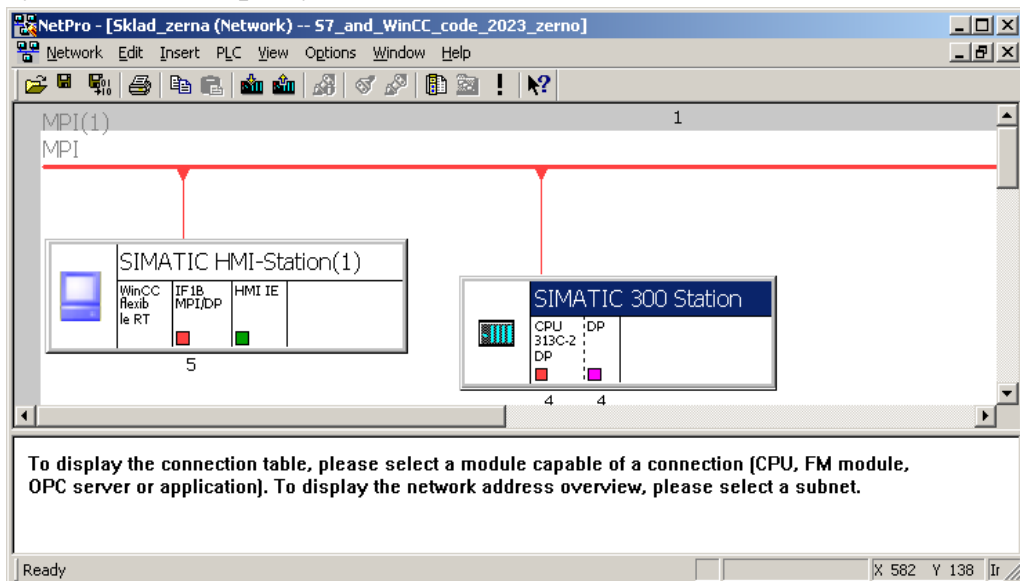 NetPro - [Sklad_zerna (Network) -- S7_and_WinCC_code_2023_zerno]
Network Edit Insert PLC View Options Window Help
1
MPI(1)
MPI
SIMATIC HMI-Station(1)
WinCC
flexib
le RT
IF1B
MPI/DP
HMI IE
5
SIMATIC 300 Station
CPU
313C-2
DP
DP
4 4
To display the connection table, please select a module capable of a connection (CPU, FM module,
OPC server or application). To display the network address overview, please select a subnet.
Ready
X 582 Y 138